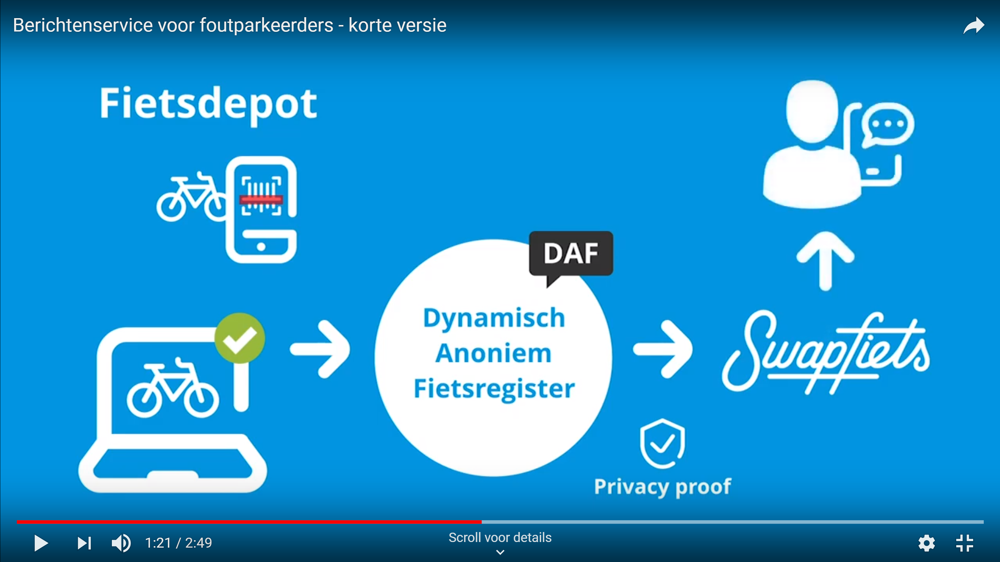 Berichtenservice voor foutparkeerders - korte versie
Fietsdepot
DAF
Dynamisch
Anoniem
Fietsregister
Swapfiets
Privacy proof
1:21 / 2:49
Scroll voor details